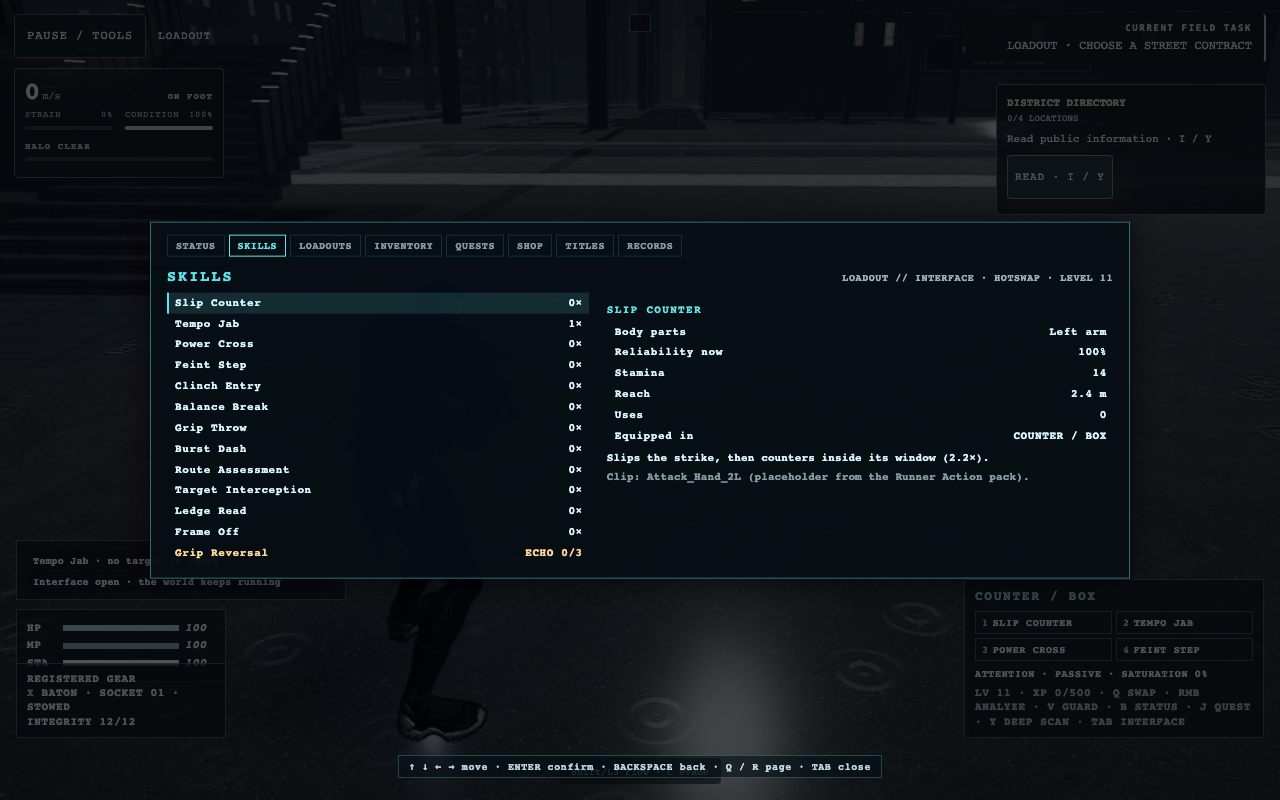 PAUSE / TOOLS
LOADOUT
CURRENT FIELD TASK
LOADOUT · CHOOSE A STREET CONTRACT
0 m/s
ON FOOT
STRAIN 0%
CONDITION 100%
HALO CLEAR
DISTRICT DIRECTORY
0/4 LOCATIONS
Read public information · I / Y
READ · I / Y
STATUS
SKILLS
LOADOUTS
INVENTORY
QUESTS
SHOP
TITLES
RECORDS
SKILLS
LOADOUT // INTERFACE · HOTSWAP · LEVEL 11
Slip Counter 0×
Tempo Jab 1×
Power Cross 0×
Feint Step 0×
Clinch Entry 0×
Balance Break 0×
Grip Throw 0×
Burst Dash 0×
Route Assessment 0×
Target Interception 0×
Ledge Read 0×
Frame Off 0×
Grip Reversal ECHO 0/3
SLIP COUNTER
Body parts Left arm
Reliability now 100%
Stamina 14
Reach 2.4 m
Uses 0
Equipped in COUNTER / BOX
Slips the strike, then counters inside its window (2.2×).
Clip: Attack_Hand_2L (placeholder from the Runner Action pack).
Tempo Jab · no target
Interface open · the world keeps running
HP 100
MP 100
STA 100
REGISTERED GEAR
X BATON · SOCKET 01 ·
STOWED
INTEGRITY 12/12
COUNTER / BOX
1 SLIP COUNTER
2 TEMPO JAB
3 POWER CROSS
4 FEINT STEP
ATTENTION · PASSIVE · SATURATION 0%
LV 11 · XP 0/500 · Q SWAP · RMB
ANALYZE · V GUARD · B STATUS · J QUEST
· Y DEEP SCAN · TAB INTERFACE
↑ ↓ ← → move · ENTER confirm · BACKSPACE back · Q / R page · TAB close